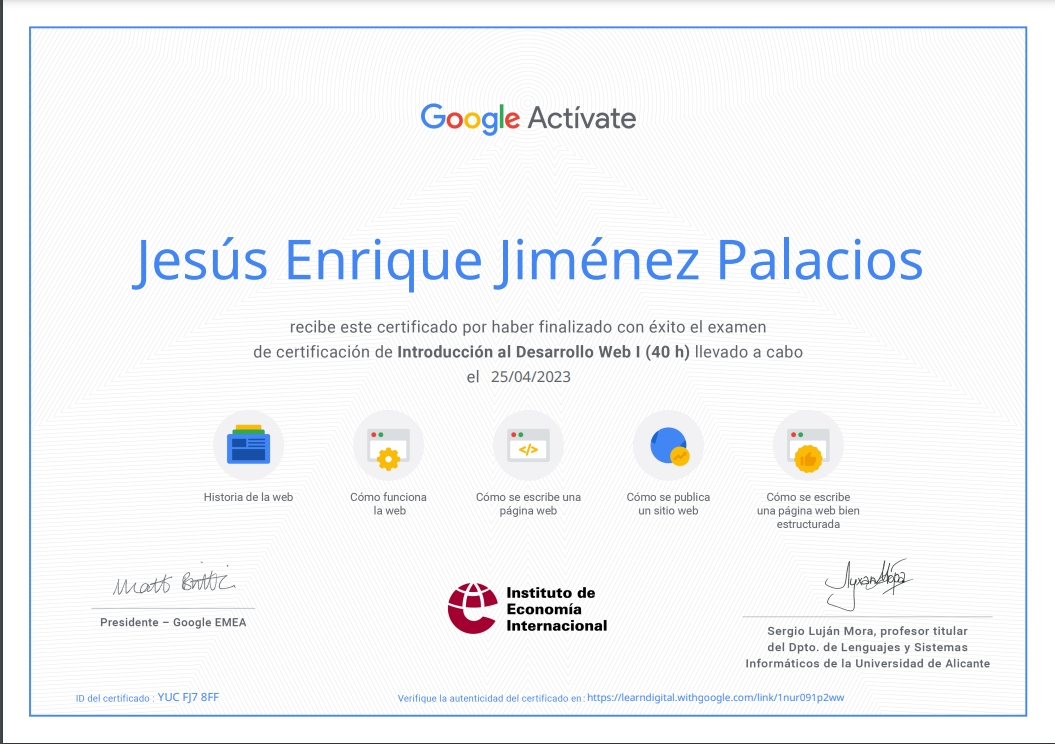 Google Actívate
Jesús Enrique Jiménez Palacios
recibe este certificado por haber finalizado con éxito el examen
de certificación de Introducción al Desarrollo Web I (40 h) llevado a cabo
el 25/04/2023
</>
Historia de la web
Cómo funciona
la web
Cómo se escribe una
página web
Cómo se publica
un sitio web
Cómo se escribe
una página web bien
estructurada
Matt Brittin
Presidente – Google EMEA
Instituto de
Economía
Internacional
Sergio Luján Mora, profesor titular
del Dpto. de Lenguajes y Sistemas
Informáticos de la Universidad de Alicante
ID del certificado : YUC FJ7 8FF
Verifique la autenticidad del certificado en : https://learndigital.withgoogle.com/link/1nur091p2ww